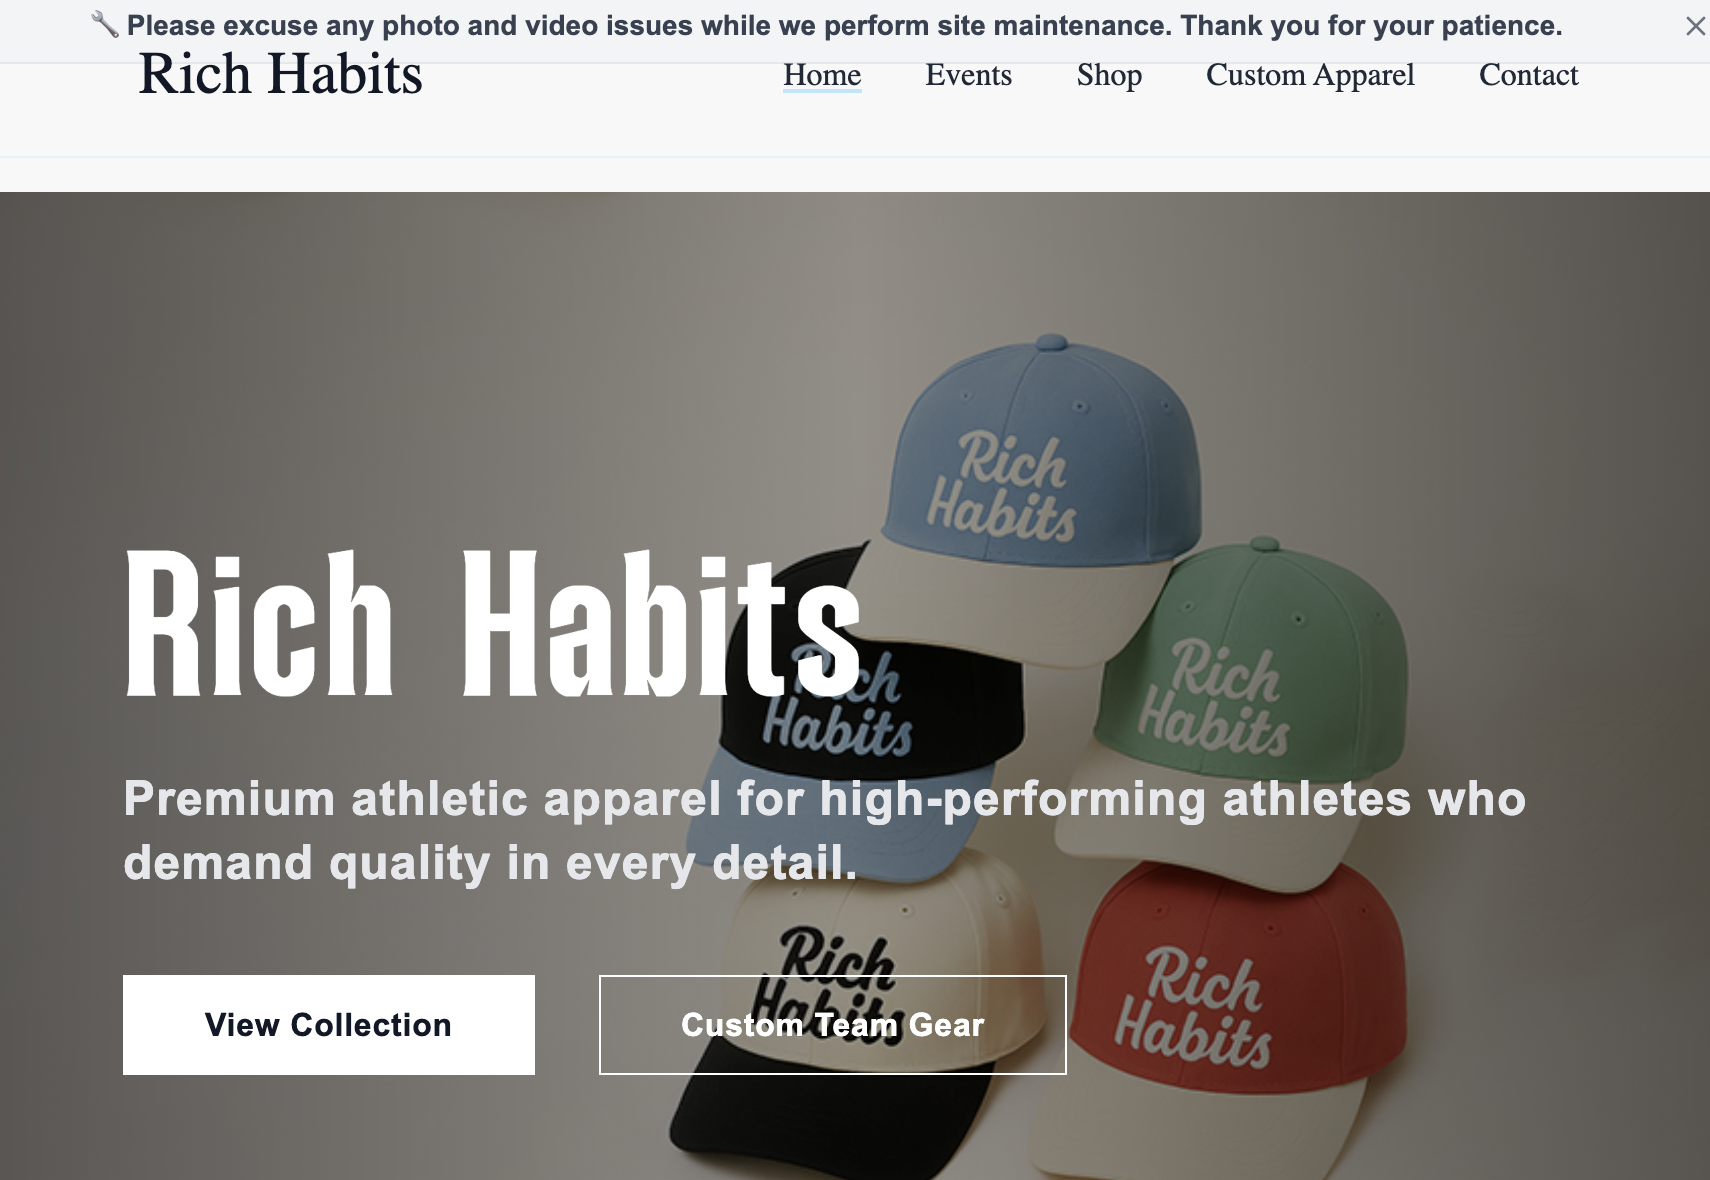 🔧 Please excuse any photo and video issues while we perform site maintenance. Thank you for your patience.
Rich Habits
Home Events Shop Custom Apparel Contact
Rich
Habits
Rich Habits
Rich
Habits
Rich
Habits
Premium athletic apparel for high-performing athletes who
demand quality in every detail.
Rich
Habits
Rich
Habits
View Collection
Custom Team Gear